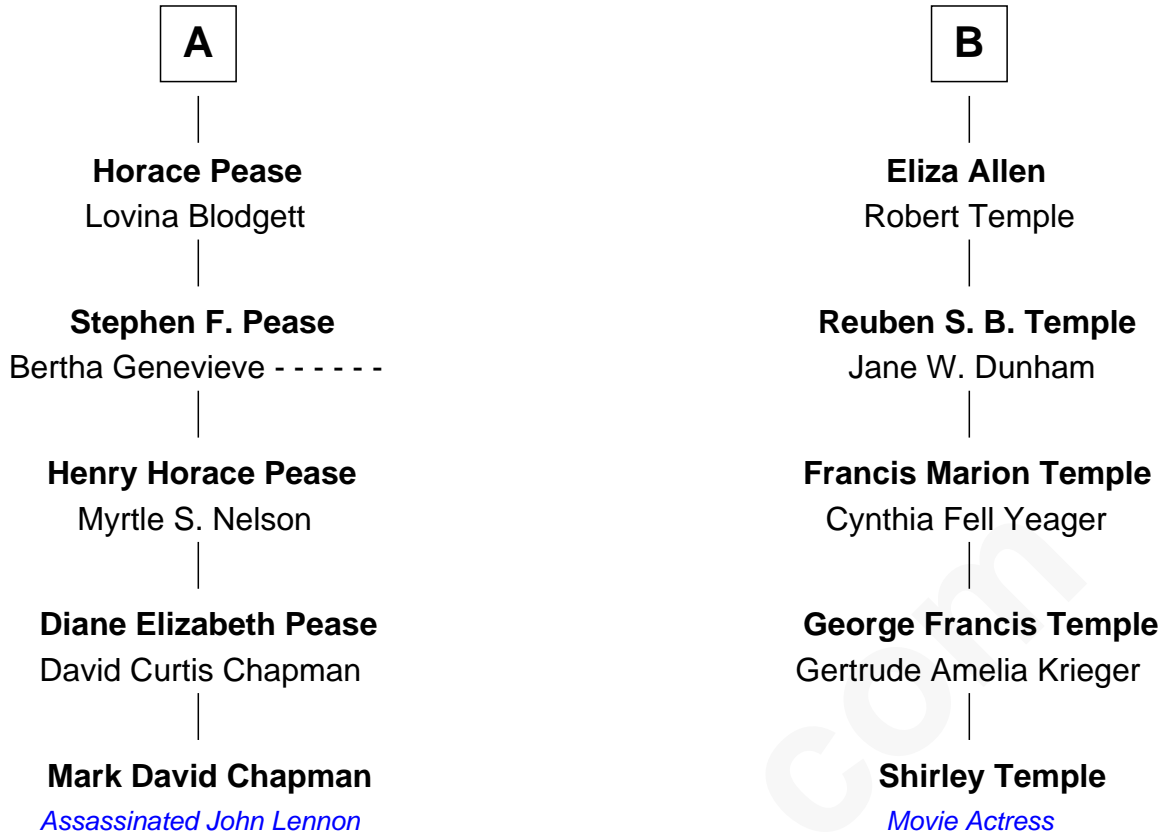 A
Horace Pease
Lovina Blodgett
Stephen F. Pease
Bertha Genevieve - - - - - -
Henry Horace Pease
Myrtle S. Nelson
Diane Elizabeth Pease
David Curtis Chapman
Mark David Chapman
Assassinated John Lennon
B
Eliza Allen
Robert Temple
Reuben S. B. Temple
Jane W. Dunham
Francis Marion Temple
Cynthia Fell Yeager
George Francis Temple
Gertrude Amelia Krieger
Shirley Temple
Movie Actress
com